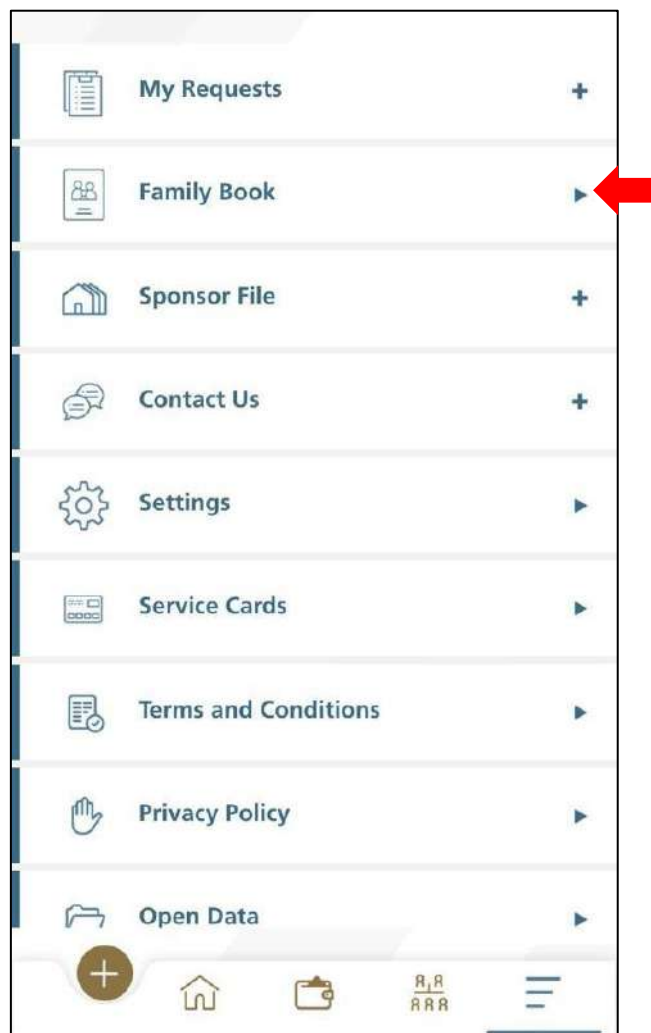 My Requests
Family Book
Sponsor File
Contact Us
Settings
Service Cards
Terms and Conditions
Privacy Policy
Open Data